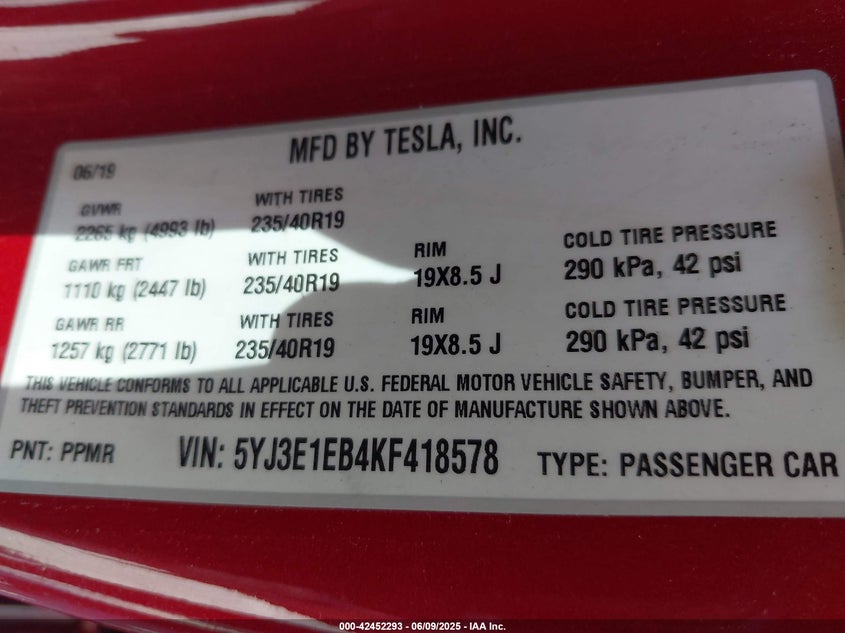 MFD BY TESLA, INC.
06/19
GVWR WITH TIRES
2265 kg (4993 lb) 235/40R19
GAWR FRT WITH TIRES RIM COLD TIRE PRESSURE
1110 kg (2447 lb) 235/40R19 19X8.5 J 290 kPa, 42 psi
GAWR RR WITH TIRES RIM COLD TIRE PRESSURE
1257 kg (2771 lb) 235/40R19 19X8.5 J 290 kPa, 42 psi
THIS VEHICLE CONFORMS TO ALL APPLICABLE U.S. FEDERAL MOTOR VEHICLE SAFETY, BUMPER, AND
THEFT PREVENTION STANDARDS IN EFFECT ON THE DATE OF MANUFACTURE SHOWN ABOVE.
PNT: PPMR VIN: 5YJ3E1EB4KF418578 TYPE: PASSENGER CAR
000-42452293 - 06/09/2025 - IAA Inc.